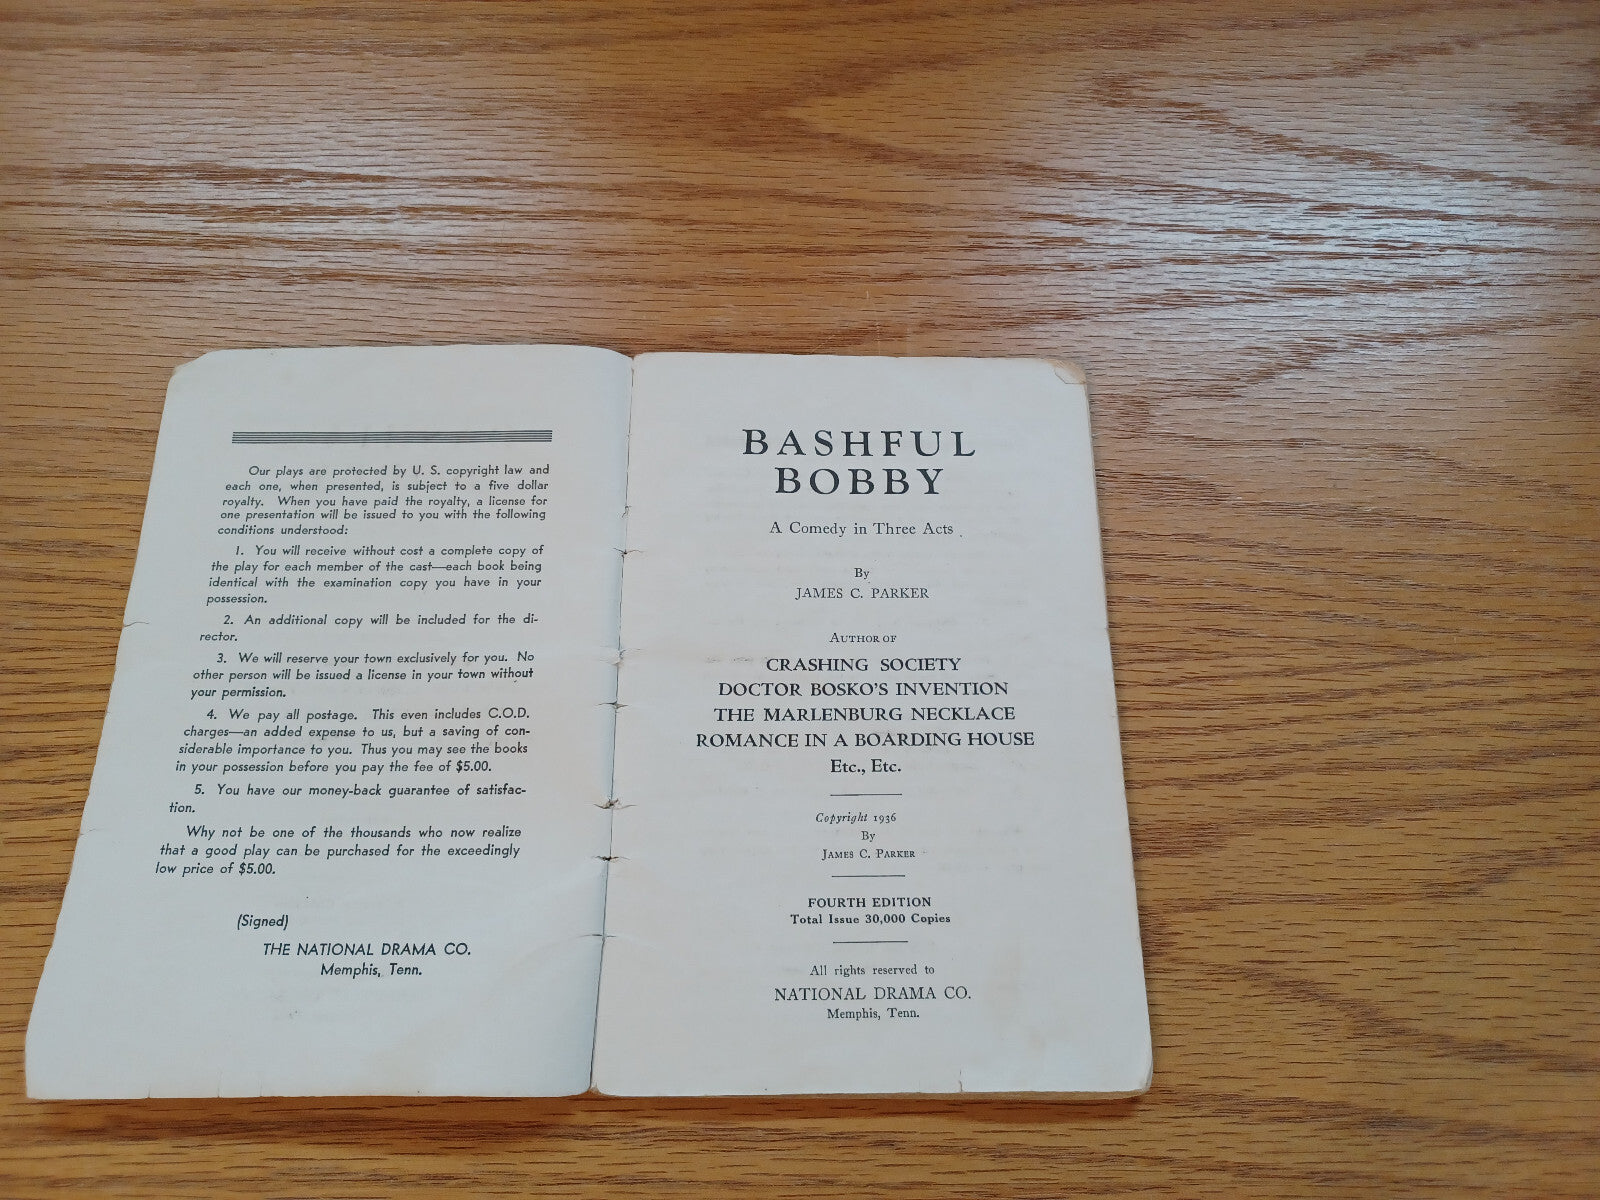 Our plays are protected by U. S. copyright law and
each one, when presented, is subject to a five dollar
royalty. When you have paid the royalty, a license for
one presentation will be issued to you with the following
conditions understood:
1. You will receive without cost a complete copy of
the play for each member of the cast—each book being
identical with the examination copy you have in your
possession.
2. An additional copy will be included for the di-
rector.
3. We will reserve your town exclusively for you. No
other person will be issued a license in your town without
your permission.
4. We pay all postage. This even includes C.O.D.
charges—an added expense to us, but a saving of con-
siderable importance to you. Thus you may see the books
in your possession before you pay the fee of $5.00.
5. You have our money-back guarantee of satisfac-
tion.
Why not be one of the thousands who now realize
that a good play can be purchased for the exceedingly
low price of $5.00.
(Signed)
THE NATIONAL DRAMA CO.
Memphis, Tenn.
BASHFUL
BOBBY
A Comedy in Three Acts
By
JAMES C. PARKER
AUTHOR OF
CRASHING SOCIETY
DOCTOR BOSKO'S INVENTION
THE MARLENBURG NECKLACE
ROMANCE IN A BOARDING HOUSE
Etc., Etc.
Copyright 1936
By
JAMES C. PARKER
FOURTH EDITION
Total Issue 30,000 Copies
All rights reserved to
NATIONAL DRAMA CO.
Memphis, Tenn.